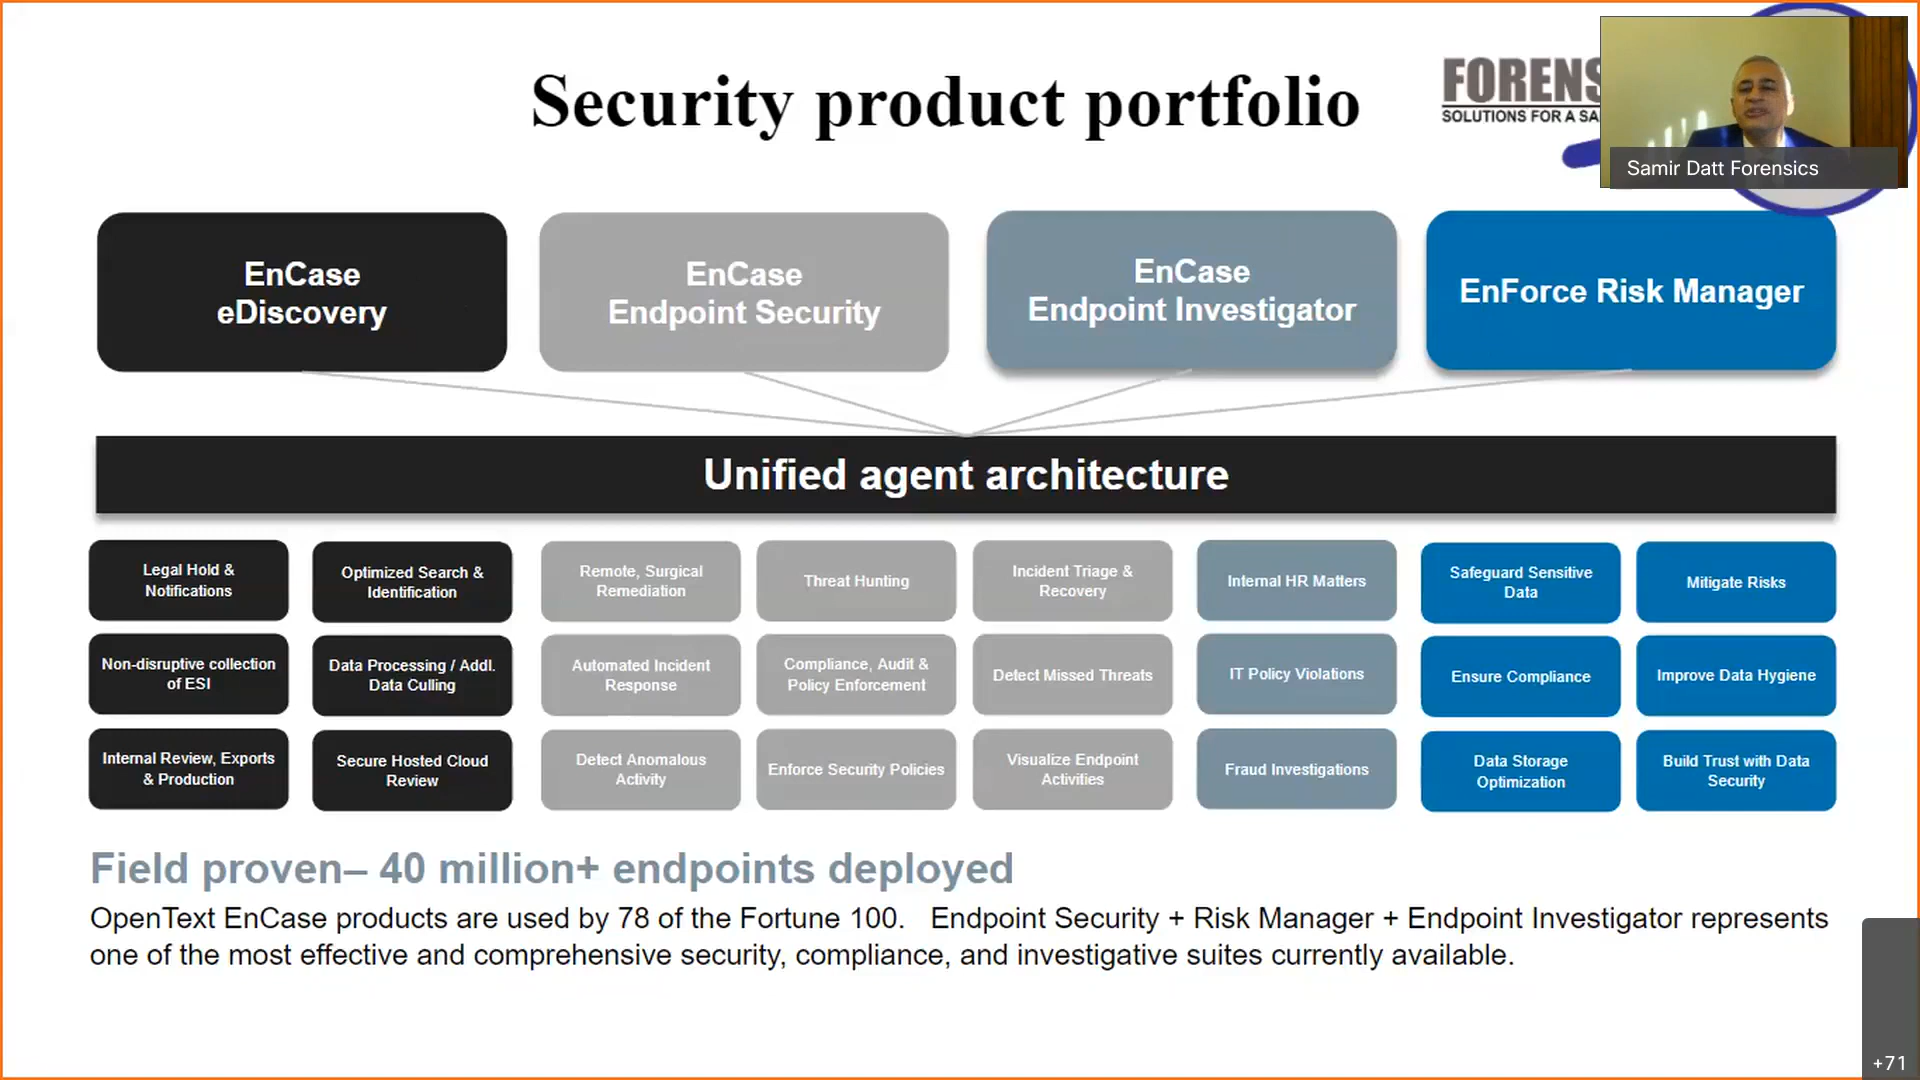 Security product portfolio
FORENS
SOLUTIONS FOR A SA
Samir Datt Forensics
EnCase
eDiscovery
EnCase
Endpoint Security
EnCase
Endpoint Investigator
EnForce Risk Manager
Unified agent architecture
Legal Hold &
Notifications
Optimized Search &
Identification
Remote, Surgical
Remediation
Threat Hunting
Incident Triage &
Recovery
Internal HR Matters
Safeguard Sensitive
Data
Mitigate Risks
Non-disruptive collection
of ESI
Data Processing / Addl.
Data Culling
Automated Incident
Response
Compliance, Audit &
Policy Enforcement
Detect Missed Threats
IT Policy Violations
Ensure Compliance
Improve Data Hygiene
Internal Review, Exports
& Production
Secure Hosted Cloud
Review
Detect Anomalous
Activity
Enforce Security Policies
Visualize Endpoint
Activities
Fraud Investigations
Data Storage
Optimization
Build Trust with Data
Security
Field proven– 40 million+ endpoints deployed
OpenText EnCase products are used by 78 of the Fortune 100.   Endpoint Security + Risk Manager + Endpoint Investigator represents
one of the most effective and comprehensive security, compliance, and investigative suites currently available.
+71